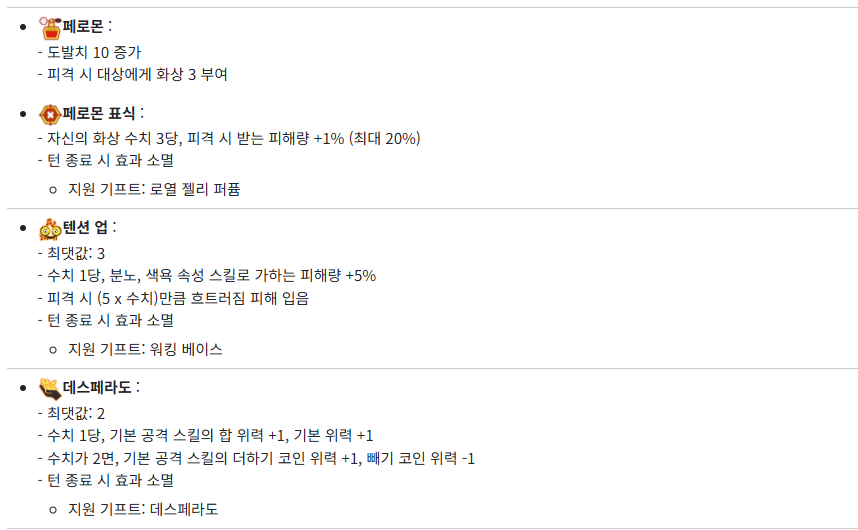 페로몬 :
- 도발치 10 증가
- 피격 시 대상에게 화상 3 부여
페로몬 표식 :
- 자신의 화상 수치 3당, 피격 시 받는 피해량 +1% (최대 20%)
- 턴 종료 시 효과 소멸
지원 기프트: 로열 젤리 퍼퓸
텐션 업 :
- 최댓값: 3
- 수치 1당, 분노, 색욕 속성 스킬로 가하는 피해량 +5%
- 피격 시 (5 x 수치)만큼 흐트러짐 피해 입음
- 턴 종료 시 효과 소멸
지원 기프트: 워킹 베이스
데스페라도 :
- 최댓값: 2
- 수치 1당, 기본 공격 스킬의 합 위력 +1, 기본 위력 +1
- 수치가 2면, 기본 공격 스킬의 더하기 코인 위력 +1, 빼기 코인 위력 -1
- 턴 종료 시 효과 소멸
지원 기프트: 데스페라도